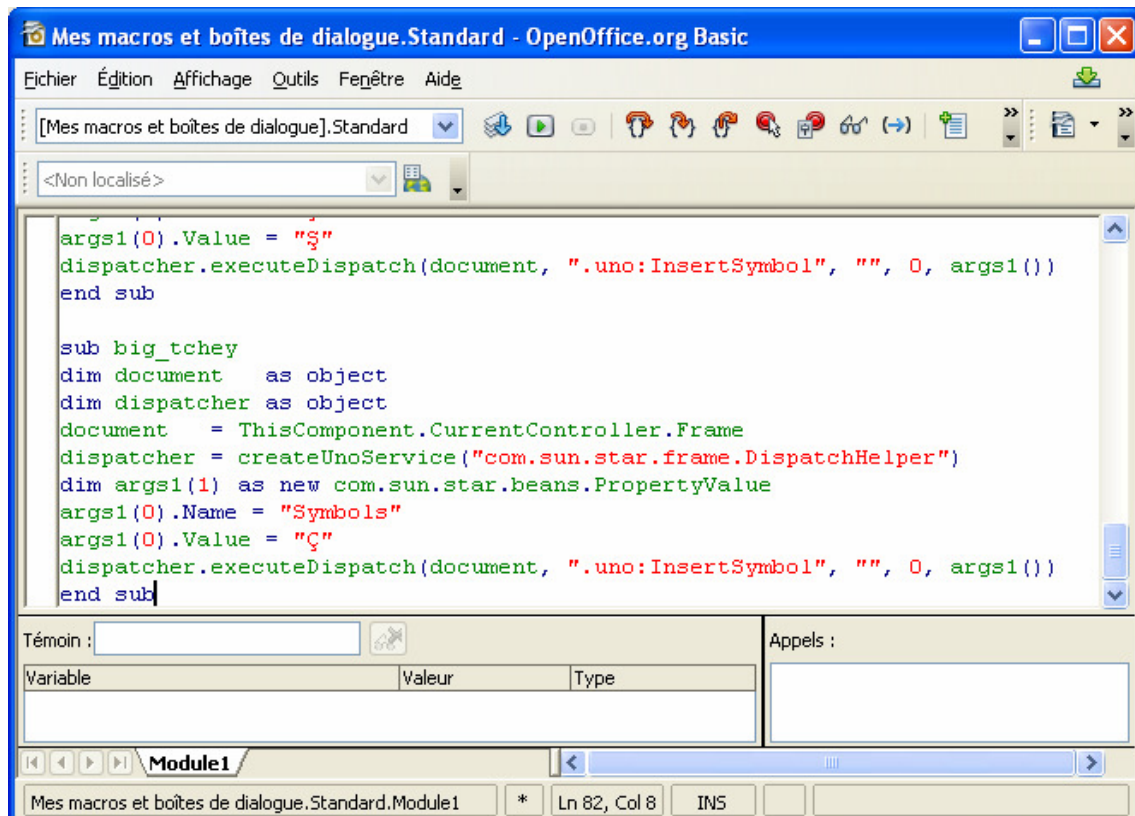 Mes macros et boîtes de dialogue.Standard - OpenOffice.org Basic
Fichier Édition Affichage Outils Fenêtre Aide
[Mes macros et boîtes de dialogue].Standard
<Non localisé>
args1(0).Value = "Ş"
dispatcher.executeDispatch(document, ".uno:InsertSymbol", "", 0, args1())
end sub
sub big_tchey
dim document   as object
dim dispatcher as object
document   = ThisComponent.CurrentController.Frame
dispatcher = createUnoService("com.sun.star.frame.DispatchHelper")
dim args1(1) as new com.sun.star.beans.PropertyValue
args1(0).Name = "Symbols"
args1(0).Value = "Ç"
dispatcher.executeDispatch(document, ".uno:InsertSymbol", "", 0, args1())
end sub
Témoin :
Appels :
Variable Valeur Type
Module1
Mes macros et boîtes de dialogue.Standard.Module1 * Ln 82, Col 8 INS